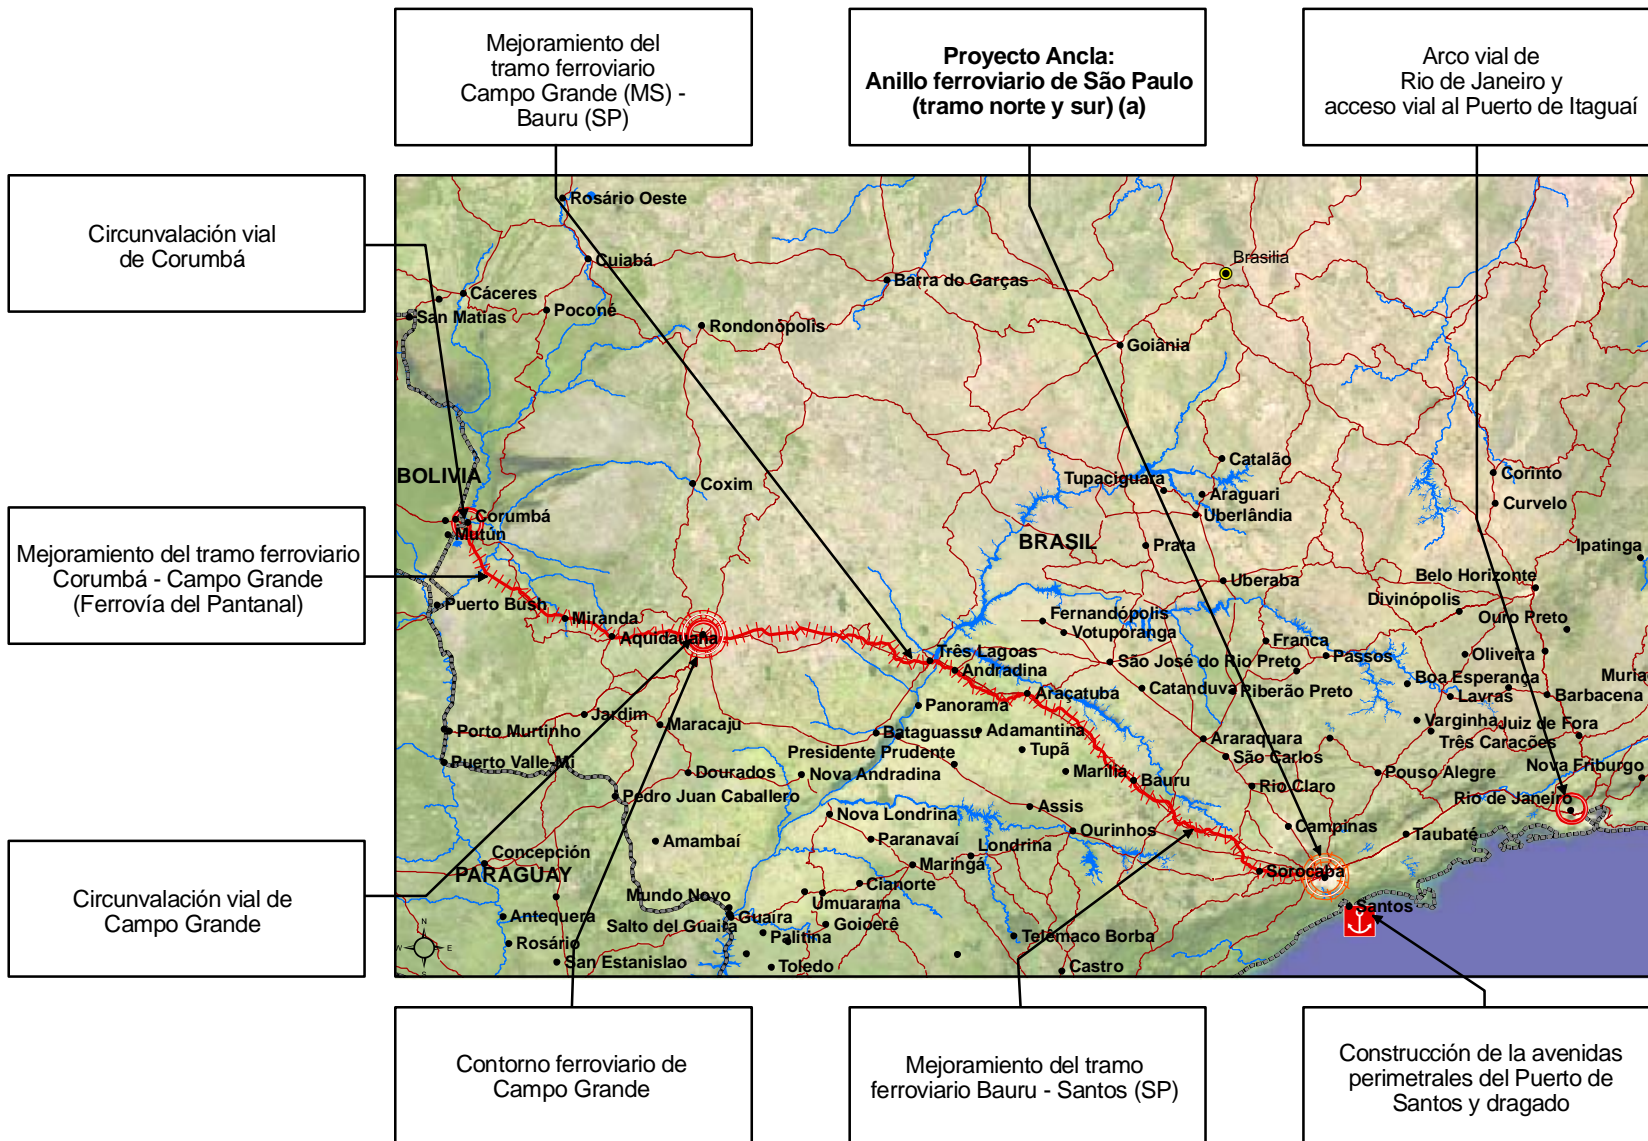 Mejoramiento del
tramo ferroviario
Campo Grande (MS) -
Bauru (SP)
Proyecto Ancla:
Anillo ferroviario de São Paulo
(tramo norte y sur) (a)
Arco vial de
Rio de Janeiro y
acceso vial al Puerto de Itaguaí
Circunvalación vial
de Corumbá
Mejoramiento del tramo ferroviario
Corumbá - Campo Grande
(Ferrovía del Pantanal)
Circunvalación vial de
Campo Grande
Rosário Oeste
Cuiabá
Brasilia
Barra do Garças
Cáceres
San Matías
Poconé
Rondonópolis
Goiânia
BOLIVIA
Coxim
Catalão
Tupaciguara
Araguari
Uberlândia
Corinto
Curvelo
Corumbá
Mutún
BRASIL
Prata
Ipatinga
Uberaba
Belo Horizonte
Divinópolis
Ouro Preto
Puerto Bush
Miranda
Aquidauana
Fernandópolis
Votuporanga
Franca
Passos
Oliveira
Três Lagoas
Andradina
São José do Rio Preto
Boa Esperança
Muria
Araçatuba
Catanduva
Riberão Preto
Lavras
Barbacena
Panorama
Jardim
Maracaju
Porto Murtinho
Bataguassu
Adamantina
Araraquara
Varginha
Juiz de Fora
Três Carações
Presidente Prudente
Tupã
São Carlos
Puerto Valle-Mi
Dourados
Nova Andradina
Marília
Bauru
Rio Claro
Pouso Alegre
Nova Friburgo
Pedro Juan Caballero
Rio de Janeiro
Nova Londrina
Assis
Amambaí
Paranavaí
Ourinhos
Campinas
Taubaté
Concepción
Londrina
Maringá
PARAGUAY
Cianorte
Sorocaba
Mundo Novo
Umuarama
Santos
Antequera
Salto del Guairá
Guaira
Goioerê
Palitina
Telêmaco Borba
Rosário
San Estanislao
Toledo
Castro
N
W
E
S
Contorno ferroviario de
Campo Grande
Mejoramiento del tramo
ferroviario Bauru - Santos (SP)
Construcción de la avenidas
perimetrales del Puerto de
Santos y dragado